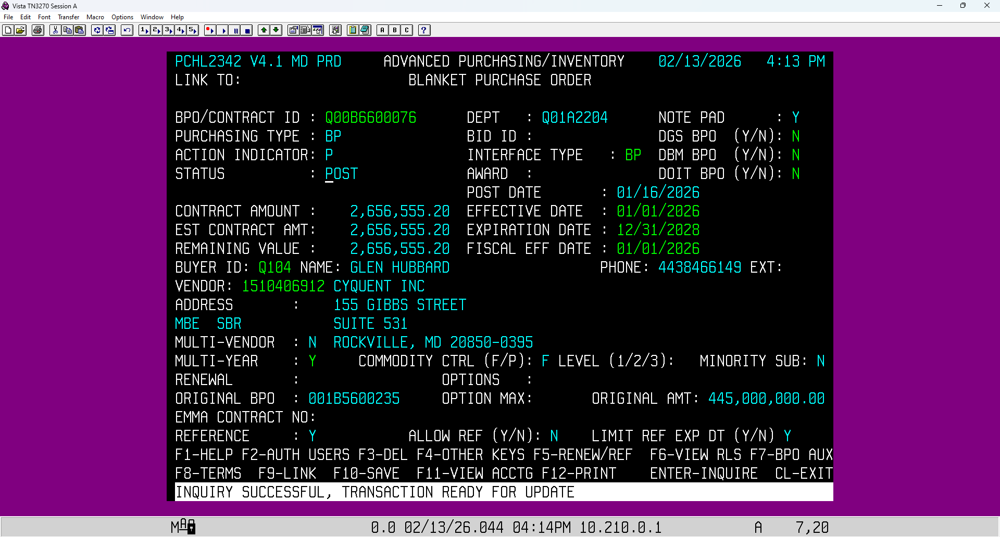 Vista TN3270 Session A
File Edit Font Transfer Macro Options Window Help
1 2 3 4 5 A B C ?
PCHL2342 V4.1 MD PRD ADVANCED PURCHASING/INVENTORY 02/13/2026 4:13 PM
LINK TO: BLANKET PURCHASE ORDER
BPO/CONTRACT ID : Q00B6600076 DEPT : Q01A2204 NOTE PAD : Y
PURCHASING TYPE : BP BID ID : DGS BPO (Y/N): N
ACTION INDICATOR: P INTERFACE TYPE : BP DBM BPO (Y/N): N
STATUS : POST AWARD : DOIT BPO (Y/N): N
POST DATE : 01/16/2026
CONTRACT AMOUNT : 2,656,555.20 EFFECTIVE DATE : 01/01/2026
EST CONTRACT AMT: 2,656,555.20 EXPIRATION DATE : 12/31/2028
REMAINING VALUE : 2,656,555.20 FISCAL EFF DATE : 01/01/2026
BUYER ID: Q104 NAME: GLEN HUBBARD PHONE: 4438466149 EXT:
VENDOR: 1510406912 CYQUENT INC
ADDRESS : 155 GIBBS STREET
MBE SBR SUITE 531
MULTI-VENDOR : N ROCKVILLE, MD 20850-0395
MULTI-YEAR : Y COMMODITY CTRL (F/P): F LEVEL (1/2/3): MINORITY SUB: N
RENEWAL : OPTIONS :
ORIGINAL BPO : 001B5600235 OPTION MAX: ORIGINAL AMT: 445,000,000.00
EMMA CONTRACT NO:
REFERENCE : Y ALLOW REF (Y/N): N LIMIT REF EXP DT (Y/N) Y
F1-HELP F2-AUTH USERS F3-DEL F4-OTHER KEYS F5-RENEW/REF F6-VIEW RLS F7-BPO AUX
F8-TERMS F9-LINK F10-SAVE F11-VIEW ACCTG F12-PRINT ENTER-INQUIRE CL-EXIT
INQUIRY SUCCESSFUL, TRANSACTION READY FOR UPDATE
MA 0.0 02/13/26.044 04:14PM 10.210.0.1 A 7,20